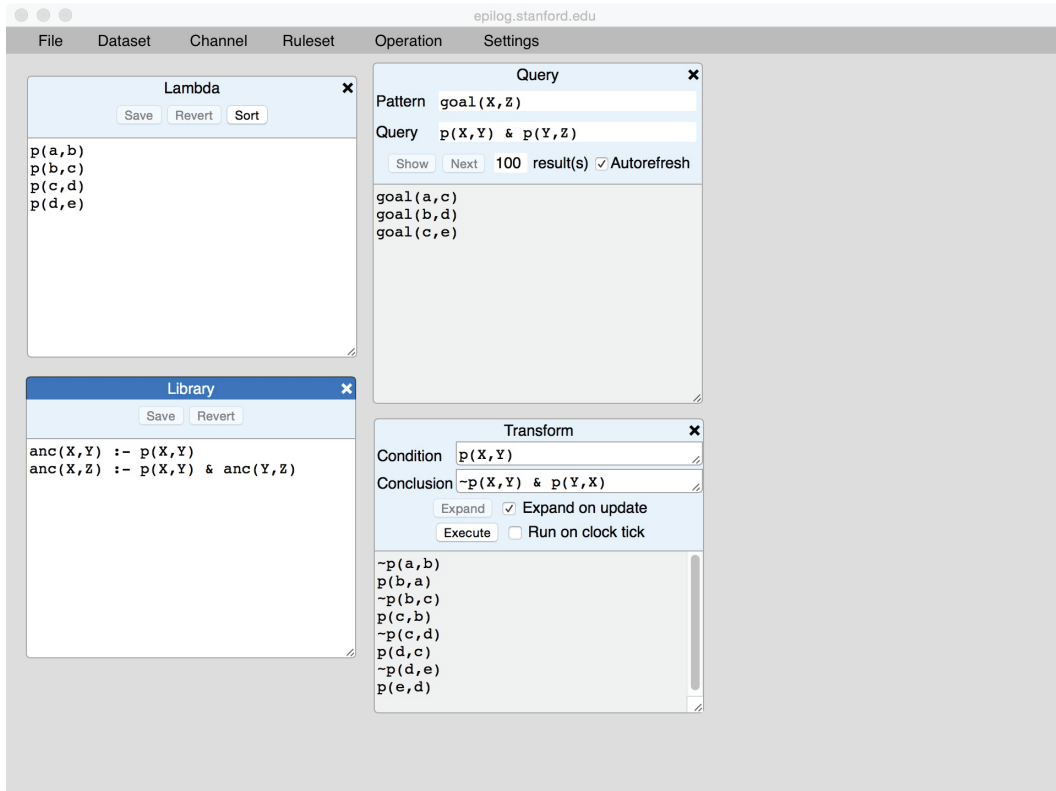 epilog.stanford.edu
File Dataset Channel Ruleset Operation Settings
Lambda
Save Revert Sort
p(a,b)
p(b,c)
p(c,d)
p(d,e)
Query
Pattern goal(X,Z)
Query p(X,Y) & p(Y,Z)
Show Next 100 result(s) Autorefresh
goal(a,c)
goal(b,d)
goal(c,e)
Library
Save Revert
anc(X,Y) :- p(X,Y)
anc(X,Z) :- p(X,Y) & anc(Y,Z)
Transform
Condition p(X,Y)
Conclusion ~p(X,Y) & p(Y,X)
Expand Expand on update
Execute Run on clock tick
~p(a,b)
p(b,a)
~p(b,c)
p(c,b)
~p(c,d)
p(d,c)
~p(d,e)
p(e,d)